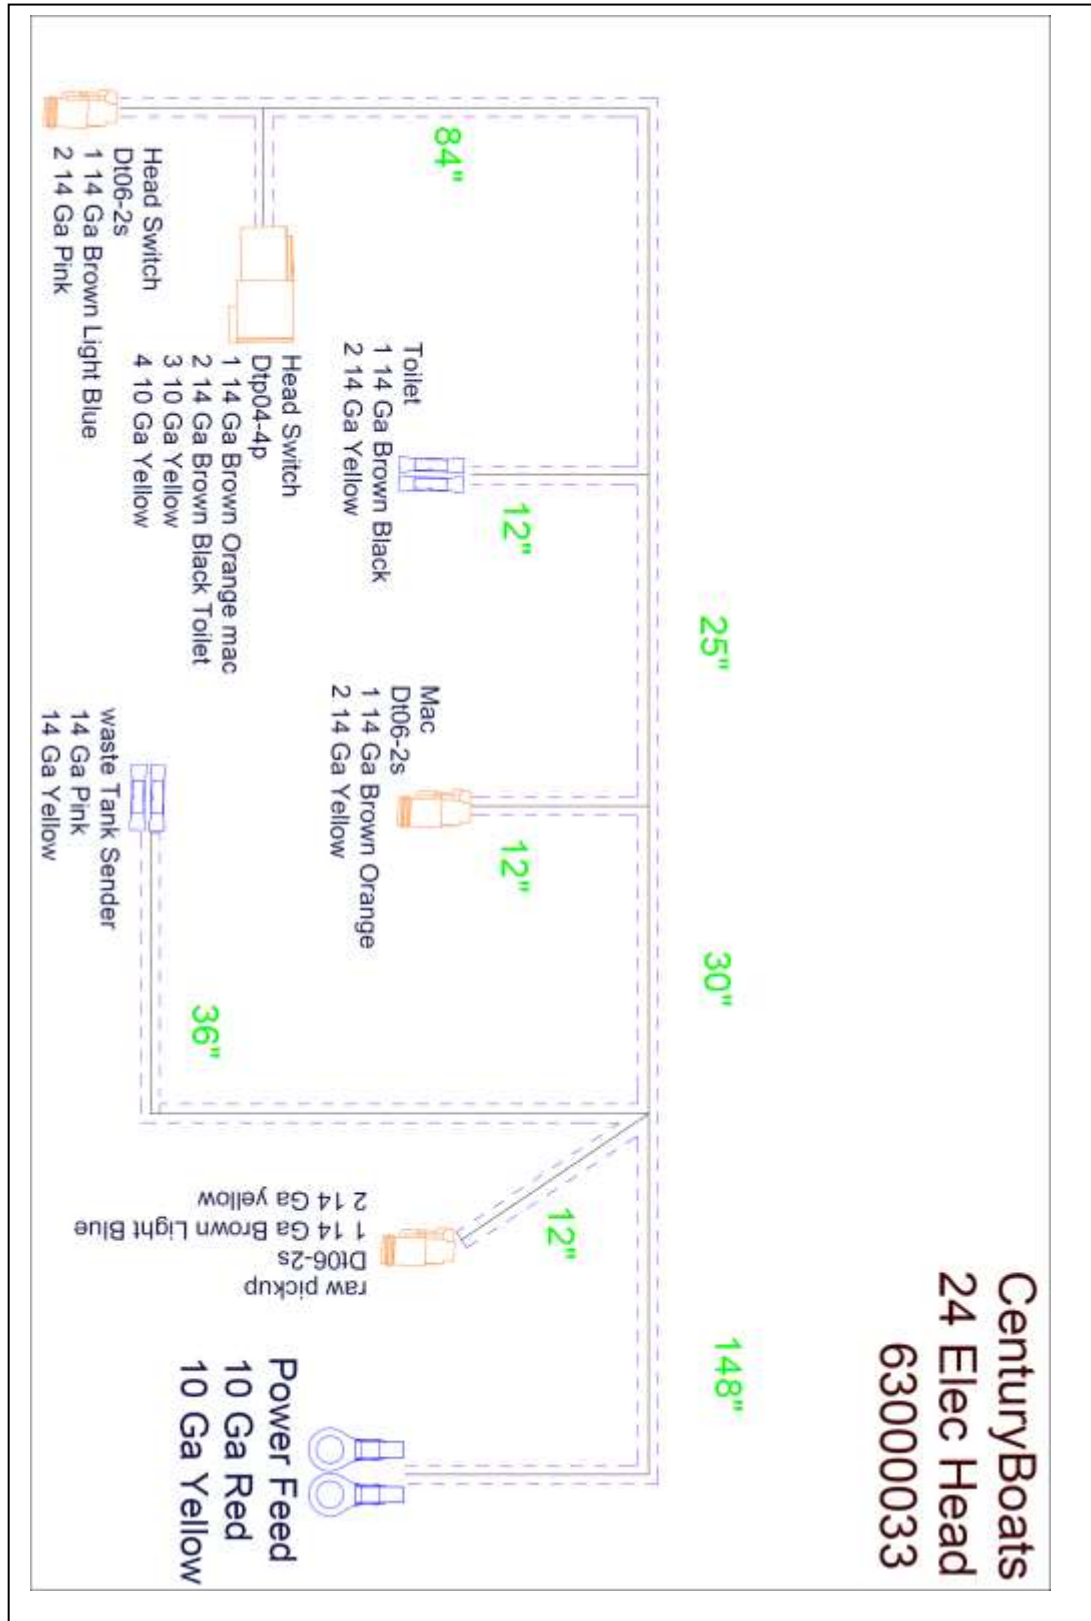 CenturyBoats
24 Elec Head
630000033
84"
25"
30"
148"
12"
12"
12"
36"
Head Switch
Dt06-2s
1 14 Ga Brown Light Blue
2 14 Ga Pink
Head Switch
Dtp04-4p
1 14 Ga Brown Orange mac
2 14 Ga Brown Black Toilet
3 10 Ga Yellow
4 10 Ga Yellow
Toilet
1 14 Ga Brown Black
2 14 Ga Yellow
Mac
Dt06-2s
1 14 Ga Brown Orange
2 14 Ga Yellow
waste Tank Sender
14 Ga Pink
14 Ga Yellow
raw pickup
Dt06-2s
1 14 Ga Brown Light Blue
2 14 Ga yellow
Power Feed
10 Ga Red
10 Ga Yellow